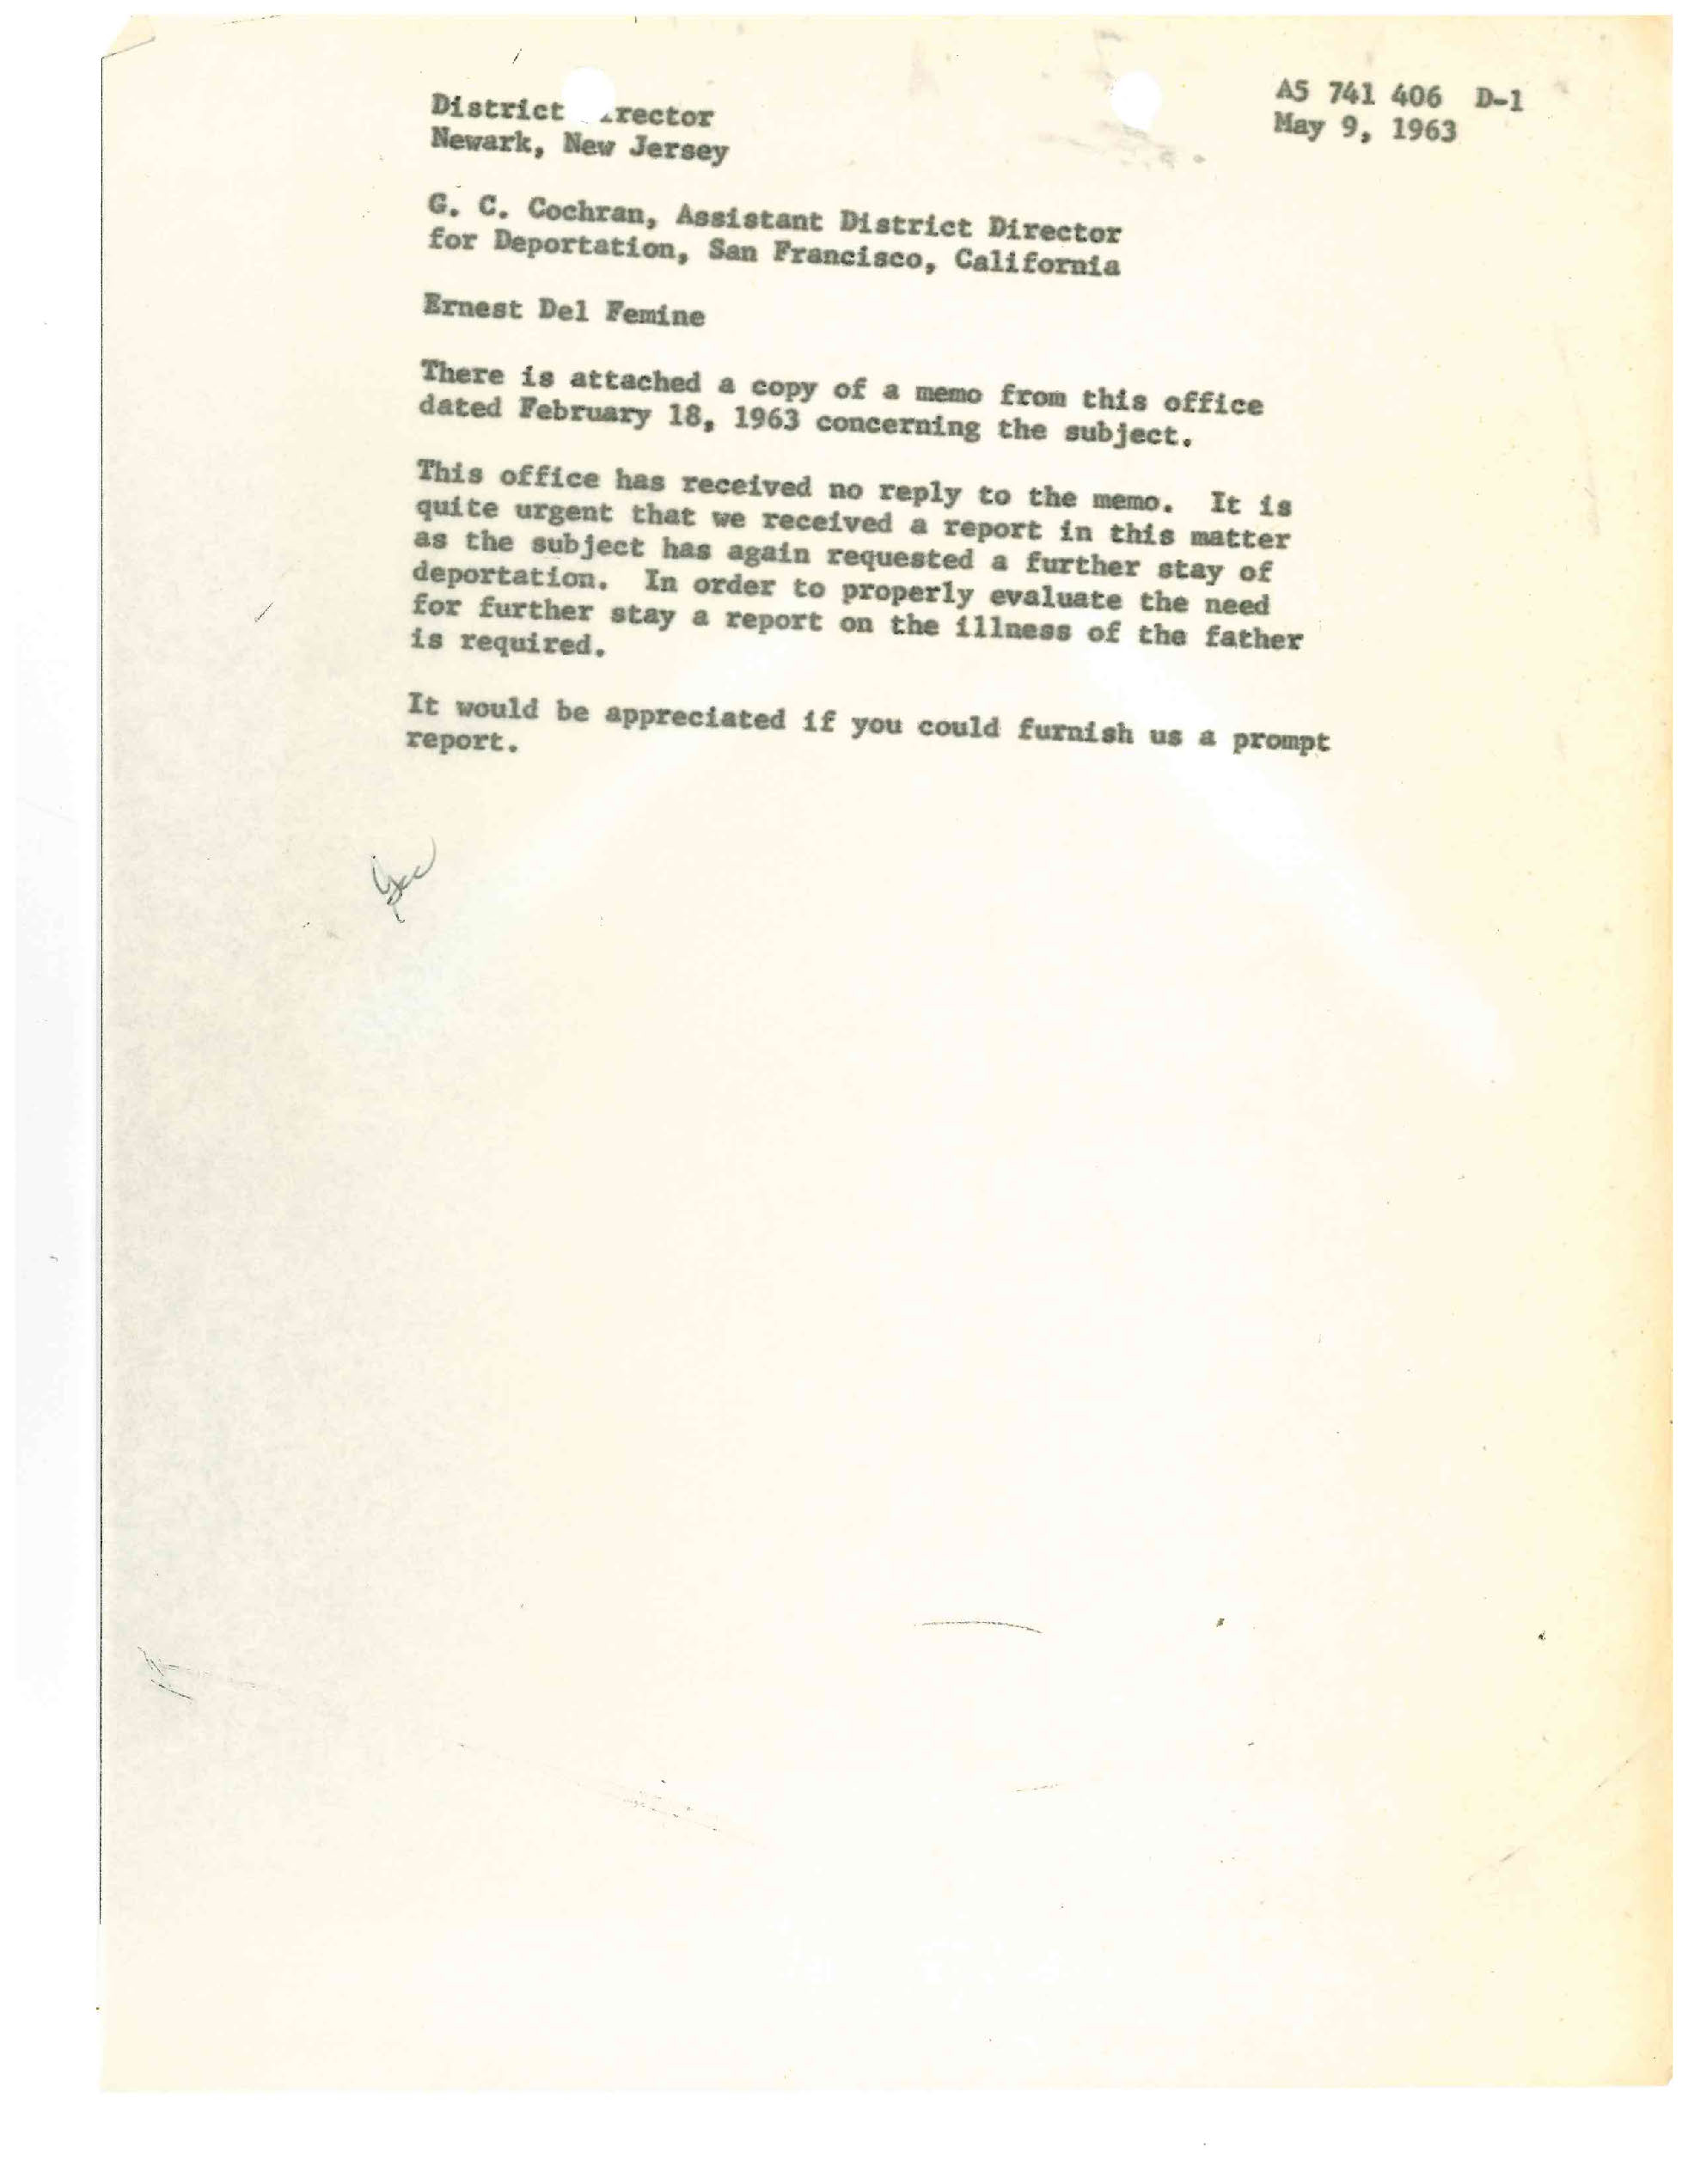 A5 741 406 D-1
May 9, 1963
District rector
Newark, New Jersey
G. C. Cochran, Assistant District Director
for Deportation, San Francisco, California
Ernest Del Femine
There is attached a copy of a memo from this office
dated February 18, 1963 concerning the subject.
This office has received no reply to the memo. It is
quite urgent that we received a report in this matter
as the subject has again requested a further stay of
deportation. In order to properly evaluate the need
for further stay a report on the illness of the father
is required.
It would be appreciated if you could furnish us a prompt
report.